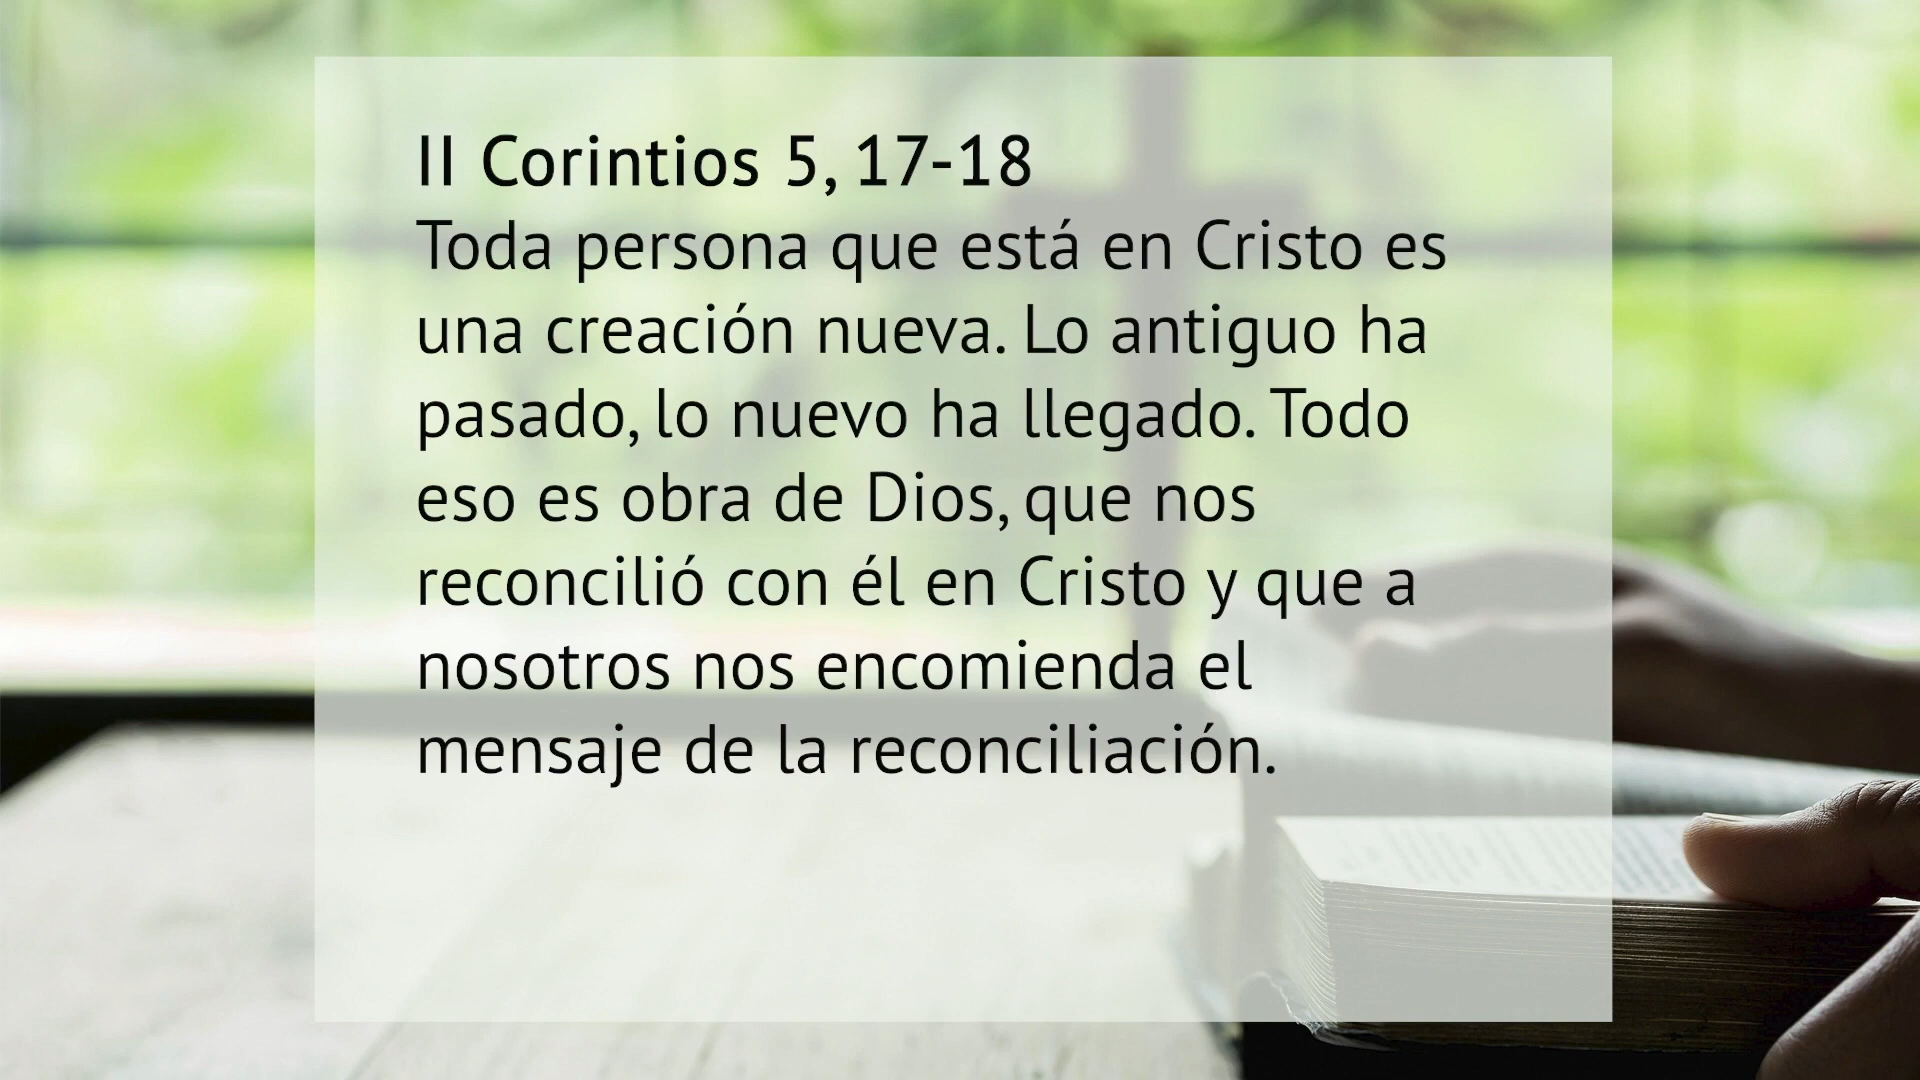 II Corintios 5, 17-18
Toda persona que está en Cristo es
una creación nueva. Lo antiguo ha
pasado, lo nuevo ha llegado. Todo
eso es obra de Dios, que nos
reconcilió con él en Cristo y que a
nosotros nos encomienda el
mensaje de la reconciliación.